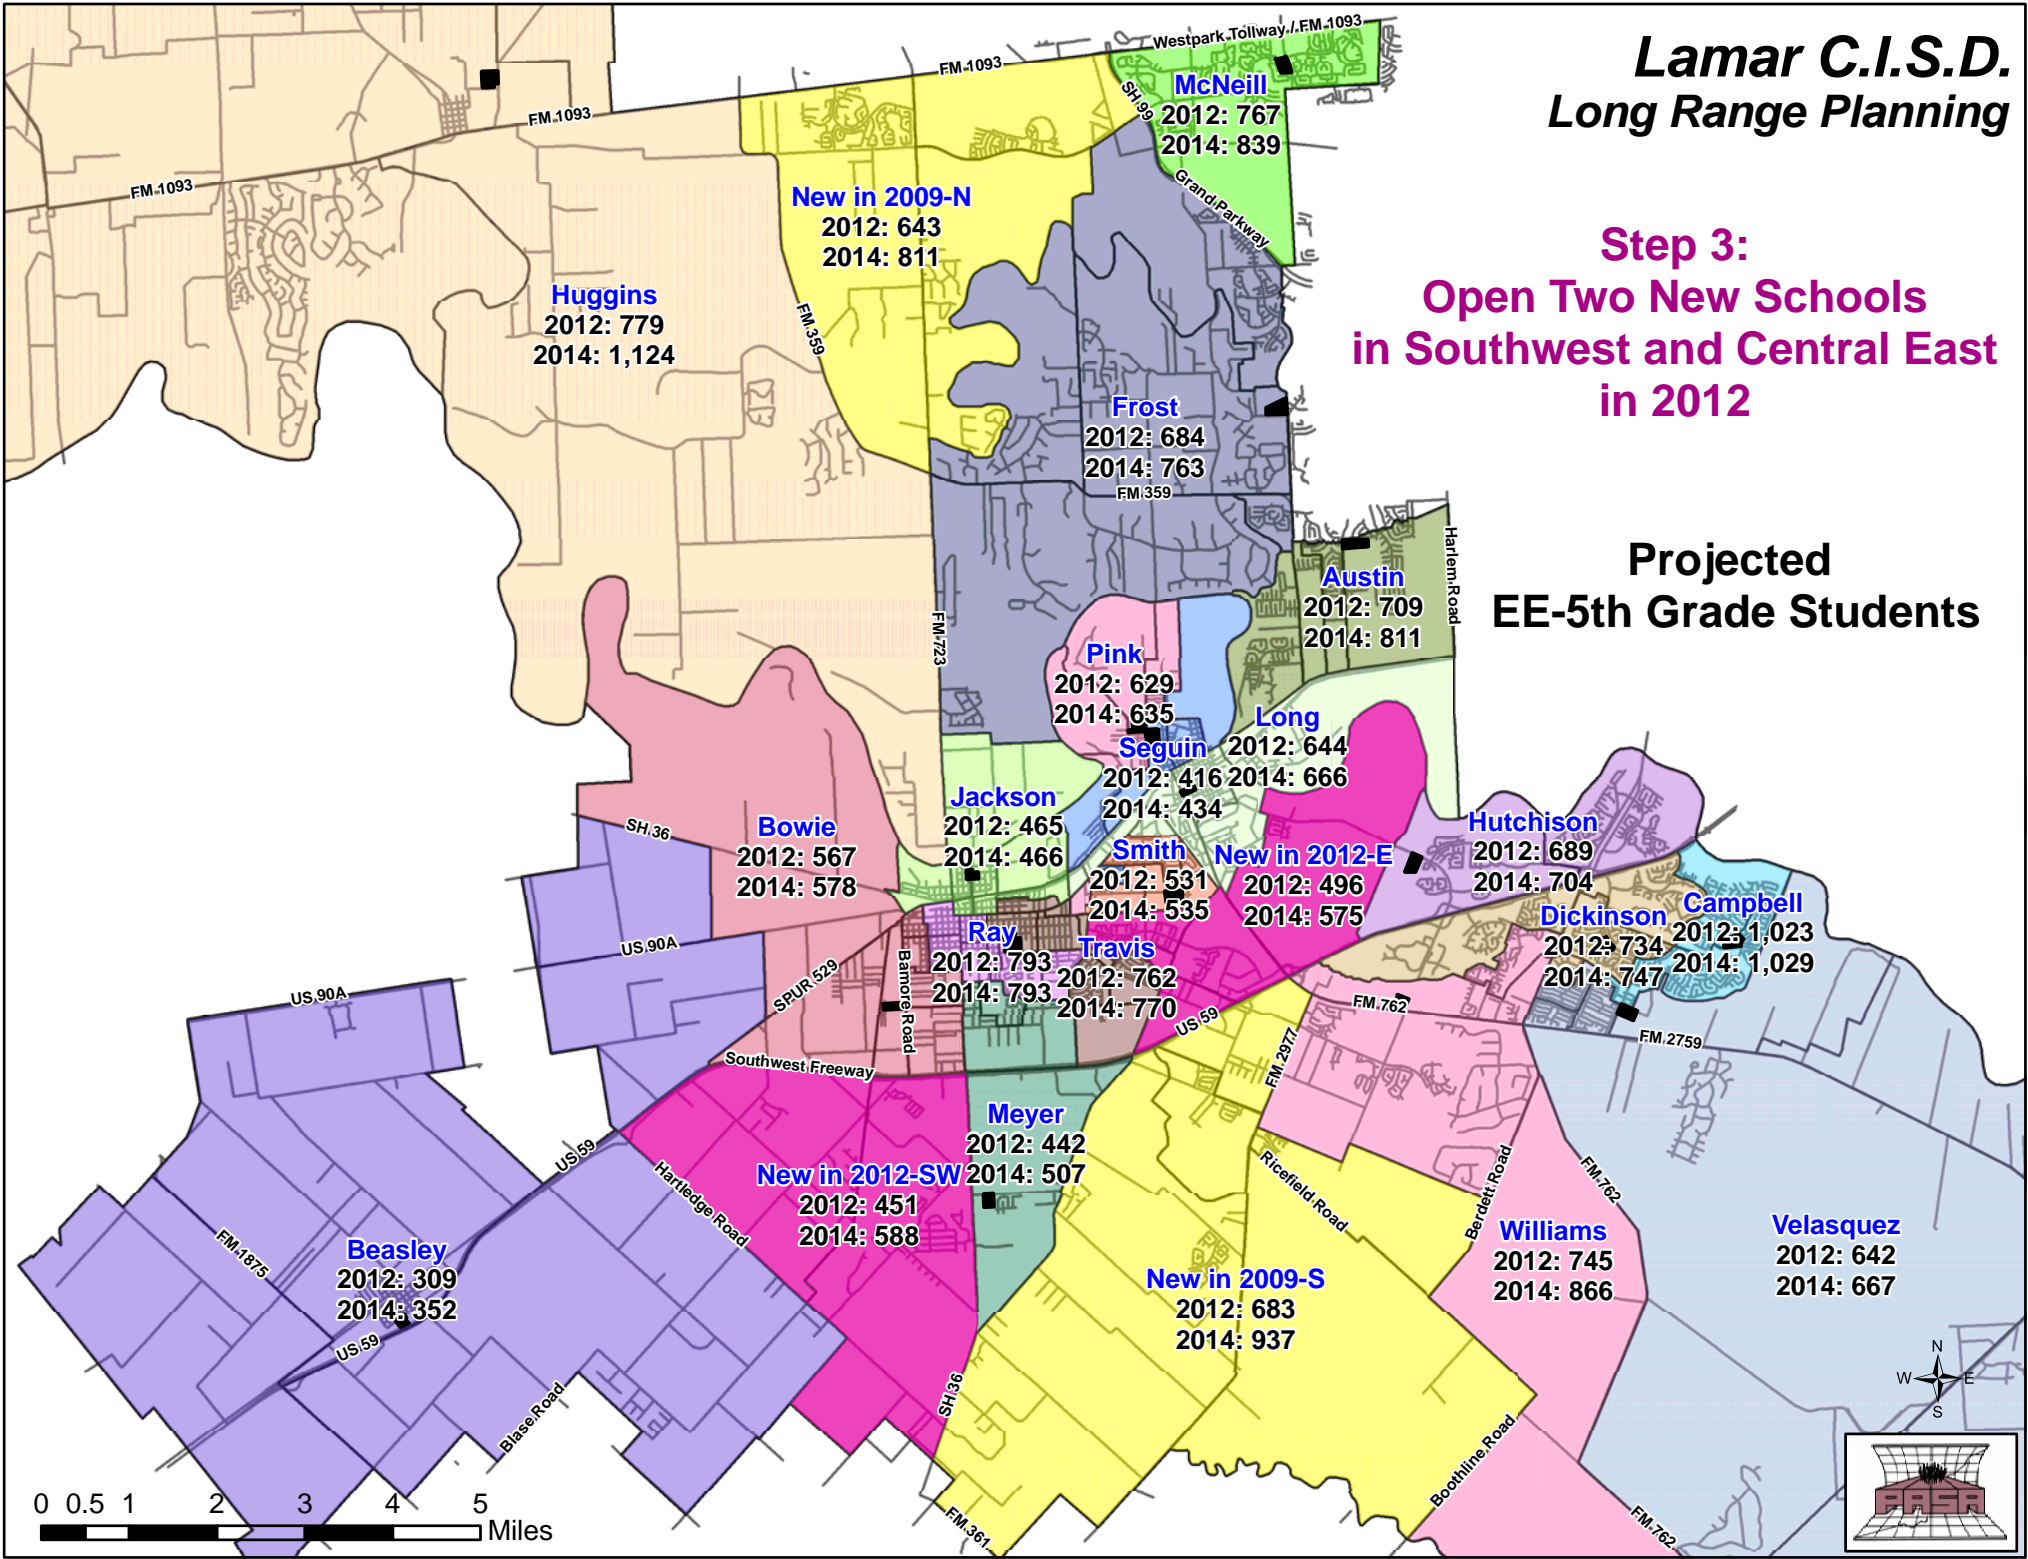 Lamar C.I.S.D.
Long Range Planning
Step 3:
Open Two New Schools
in Southwest and Central East
in 2012
Projected
EE-5th Grade Students
Westpark Tollway / FM 1093
FM 1093
FM 1093
FM 1093
SH 99
McNeill
2012: 767
2014: 839
Grand Parkway
New in 2009-N
2012: 643
2014: 811
Huggins
2012: 779
2014: 1,124
FM 359
Frost
2012: 684
2014: 763
FM 359
Harlem Road
Austin
2012: 709
2014: 811
FM 723
Pink
2012: 629
2014: 635
Long
2012: 644
2014: 666
Seguin
2012: 416
2014: 434
Jackson
2012: 465
2014: 466
SH 36
Bowie
2012: 567
2014: 578
Smith
2012: 531
2014: 535
New in 2012-E
2012: 496
2014: 575
Hutchison
2012: 689
2014: 704
Dickinson
2012: 734
2014: 747
Campbell
2012: 1,023
2014: 1,029
Ray
2012: 793
2014: 793
Travis
2012: 762
2014: 770
US 90A
US 90A
SPUR 529
Bamore Road
US 59
FM 762
FM 2759
FM 2977
Southwest Freeway
Meyer
2012: 442
2014: 507
US 59
Hartledge Road
New in 2012-SW
2012: 451
2014: 588
Ricefield Road
Berdett Road
FM 762
Williams
2012: 745
2014: 866
Velasquez
2012: 642
2014: 667
FM 1875
Beasley
2012: 309
2014: 352
US 59
New in 2009-S
2012: 683
2014: 937
SH 36
Blase Road
Boothline Road
FM 361
FM 762
N
W
E
S
0 0.5 1 2 3 4 5
Miles
PASA